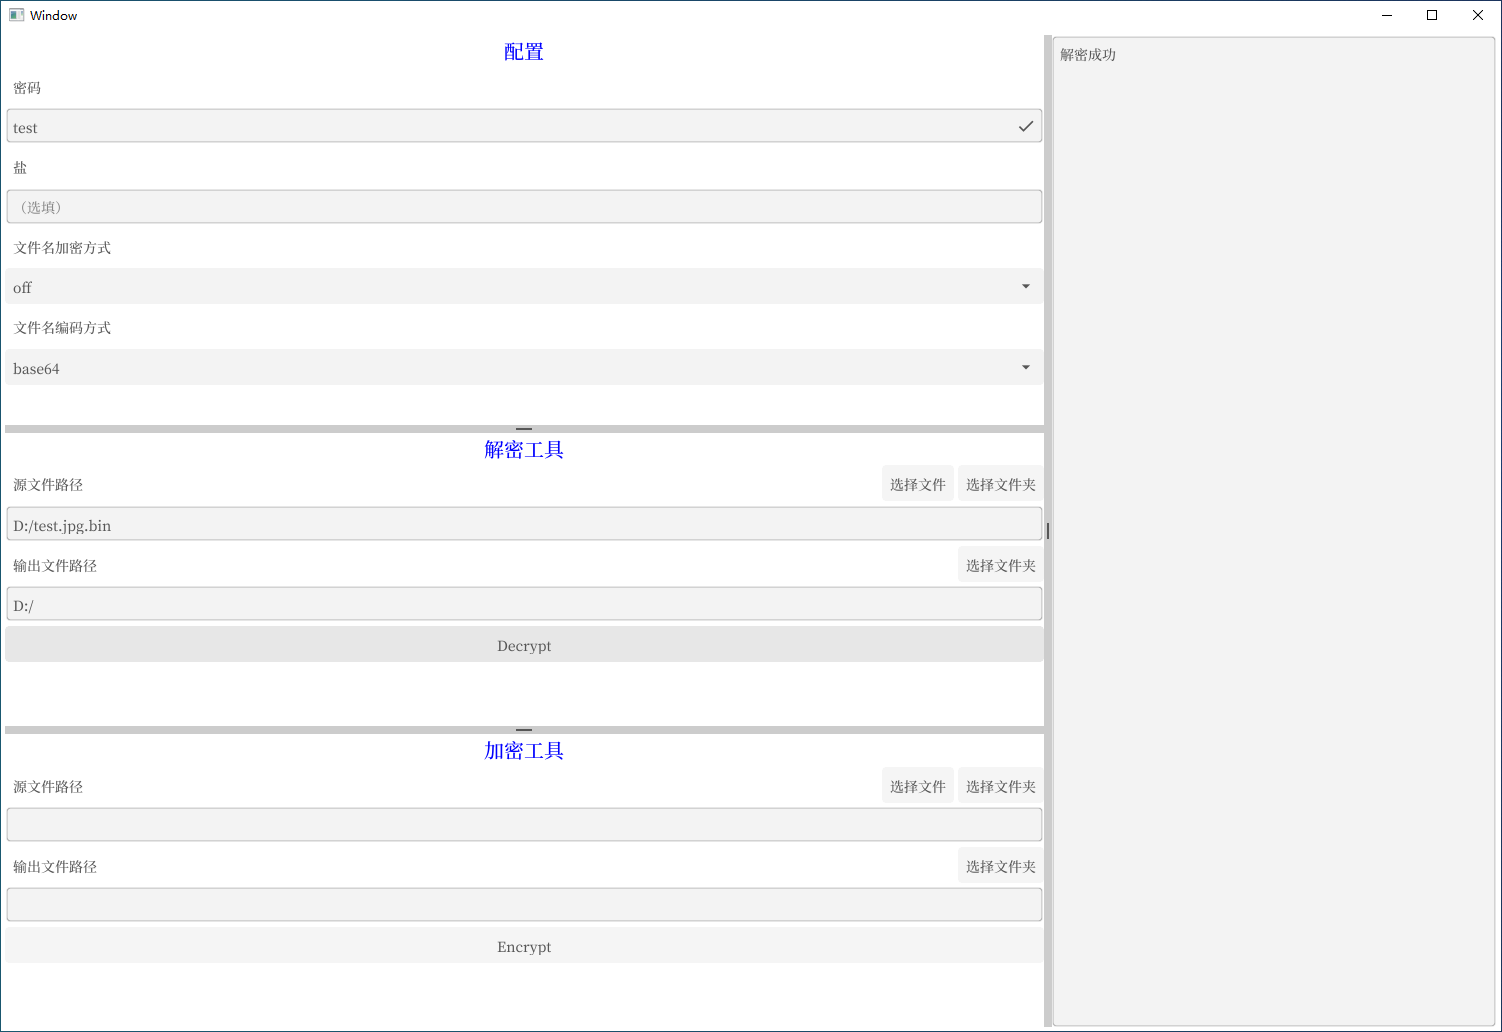 Window
配置
密码
test
盐
（选填）
文件名加密方式
off
文件名编码方式
base64
解密工具
源文件路径 选择文件 选择文件夹
D:/test.jpg.bin
输出文件路径 选择文件夹
D:/
Decrypt
加密工具
源文件路径 选择文件 选择文件夹
输出文件路径 选择文件夹
Encrypt
解密成功